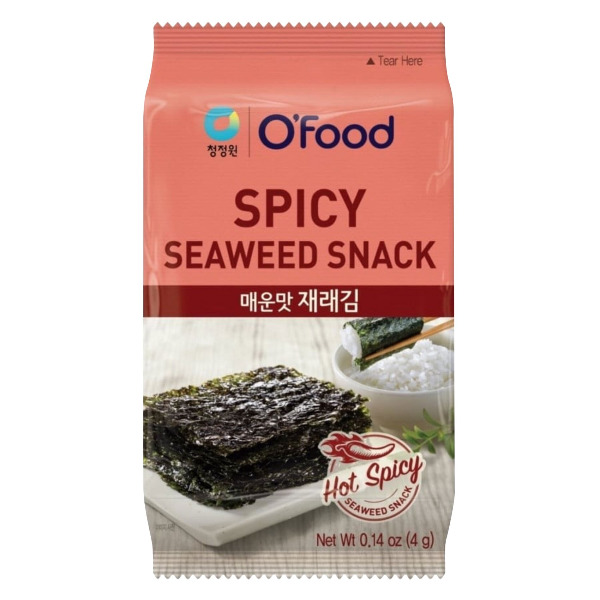 ▲ Tear Here
청정원
O'Food
SPICY
SEAWEED SNACK
매운맛 재래김
Hot Spicy
SEAWEED SNACK
Net Wt 0.14 oz (4 g)